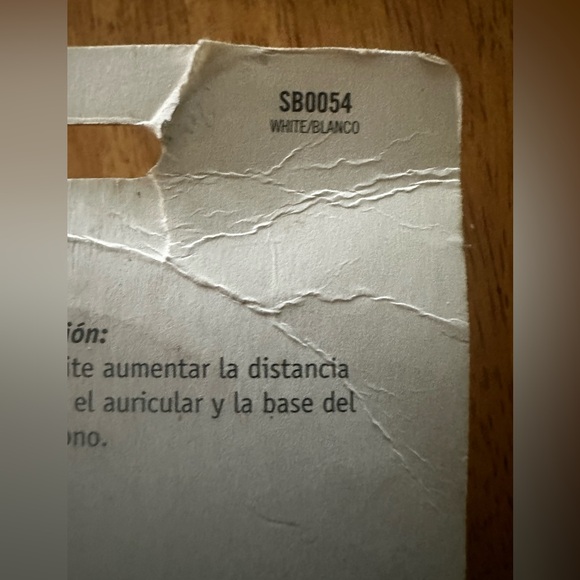 SB0054
WHITE/BLANCO
ión:
ite aumentar la distancia
el auricular y la base del
ono.